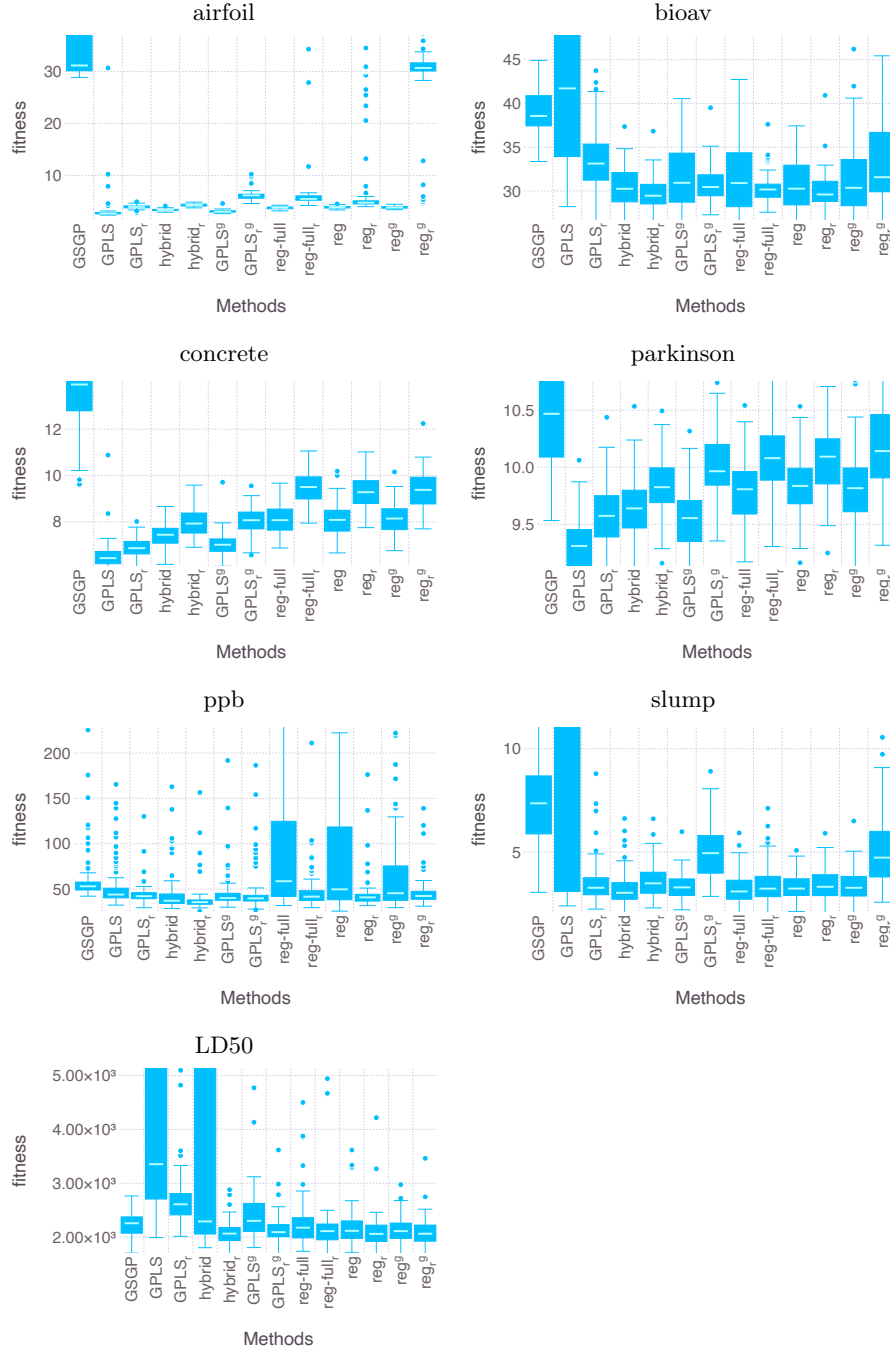 airfoil
fitness
30
20
10
GSGP
GPLS
GPLSr
hybrid
hybridr
GPLSg
GPLSrg
reg-full
reg-fullr
reg
regr
regg
regrg
Methods
bioav
fitness
45
40
35
30
GSGP
GPLS
GPLSr
hybrid
hybridr
GPLSg
GPLSrg
reg-full
reg-fullr
reg
regr
regg
regrg
Methods
concrete
fitness
12
10
8
GSGP
GPLS
GPLSr
hybrid
hybridr
GPLSg
GPLSrg
reg-full
reg-fullr
reg
regr
regg
regrg
Methods
parkinson
fitness
10.5
10.0
9.5
GSGP
GPLS
GPLSr
hybrid
hybridr
GPLSg
GPLSrg
reg-full
reg-fullr
reg
regr
regg
regrg
Methods
ppb
fitness
200
150
100
50
GSGP
GPLS
GPLSr
hybrid
hybridr
GPLSg
GPLSrg
reg-full
reg-fullr
reg
regr
regg
regrg
Methods
slump
fitness
10
5
GSGP
GPLS
GPLSr
hybrid
hybridr
GPLSg
GPLSrg
reg-full
reg-fullr
reg
regr
regg
regrg
Methods
LD50
fitness
5.00×10³
4.00×10³
3.00×10³
2.00×10³
GSGP
GPLS
GPLSr
hybrid
hybridr
GPLSg
GPLSrg
reg-full
reg-fullr
reg
regr
regg
regrg
Methods